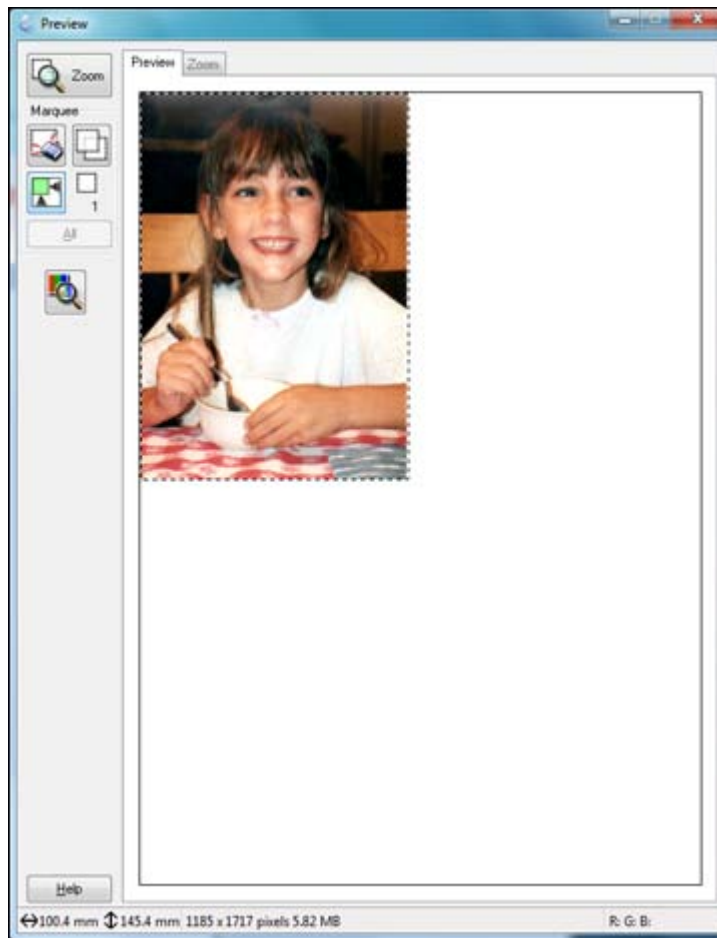 Preview
Preview Zoom
Zoom
Marquee
1
All
Help
100.4 mm 145.4 mm 1185 x 1717 pixels 5.82 MB R: G: B: